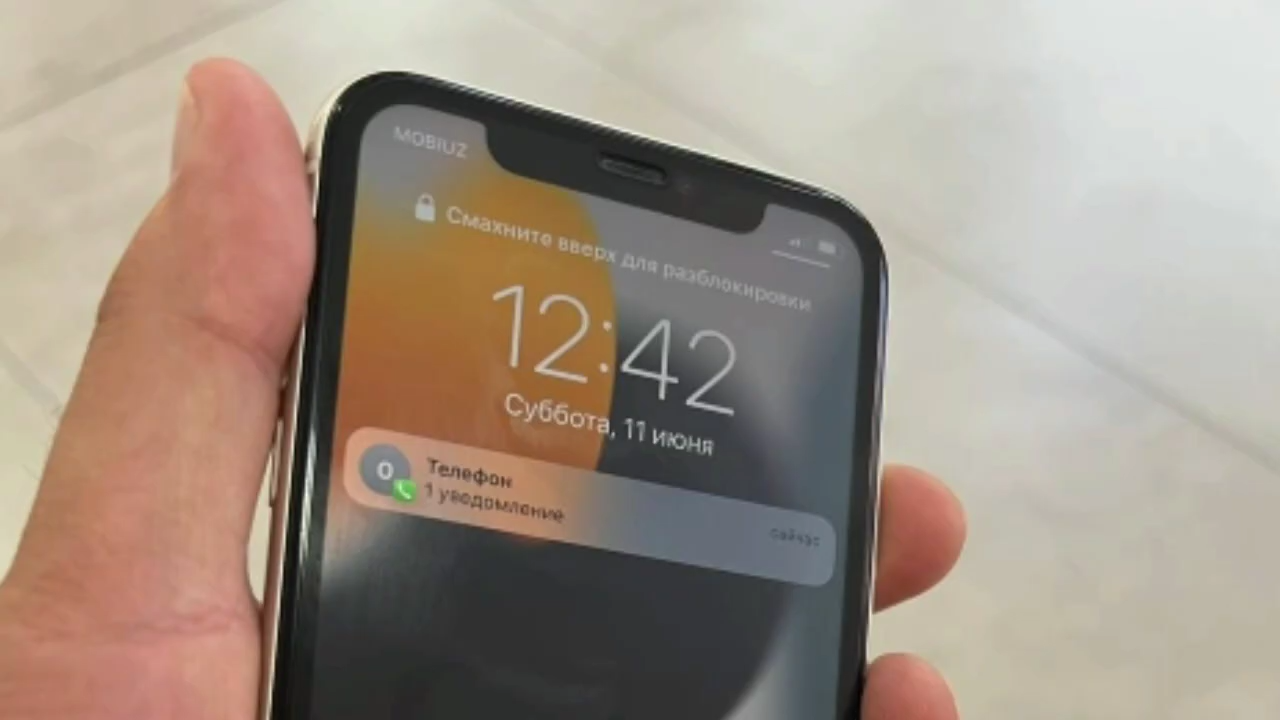 MOBIUZ
Смахните вверх для разблокировки
12:42
Суббота, 11 июня
О
Телефон
1 уведомление
сейчас